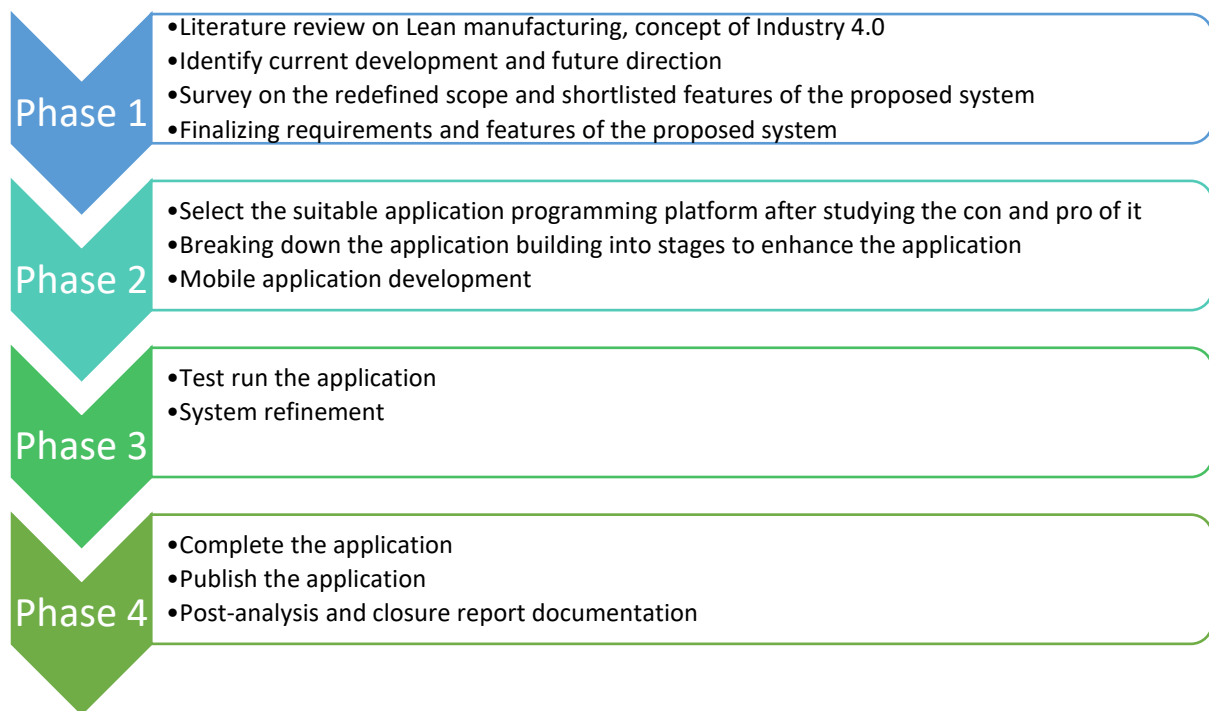 Phase 1
•Literature review on Lean manufacturing, concept of Industry 4.0
•Identify current development and future direction
•Survey on the redefined scope and shortlisted features of the proposed system
•Finalizing requirements and features of the proposed system
Phase 2
•Select the suitable application programming platform after studying the con and pro of it
•Breaking down the application building into stages to enhance the application
•Mobile application development
Phase 3
•Test run the application
•System refinement
Phase 4
•Complete the application
•Publish the application
•Post-analysis and closure report documentation